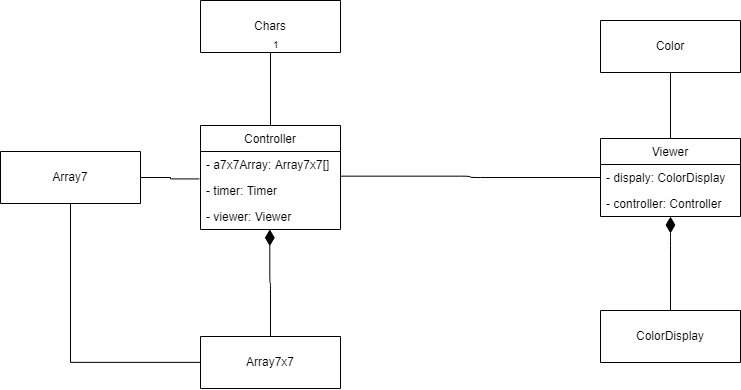 Chars
1
Color
Controller
- a7x7Array: Array7x7[]
- timer: Timer
- viewer: Viewer
Array7
Viewer
- dispaly: ColorDisplay
- controller: Controller
Array7x7
ColorDisplay